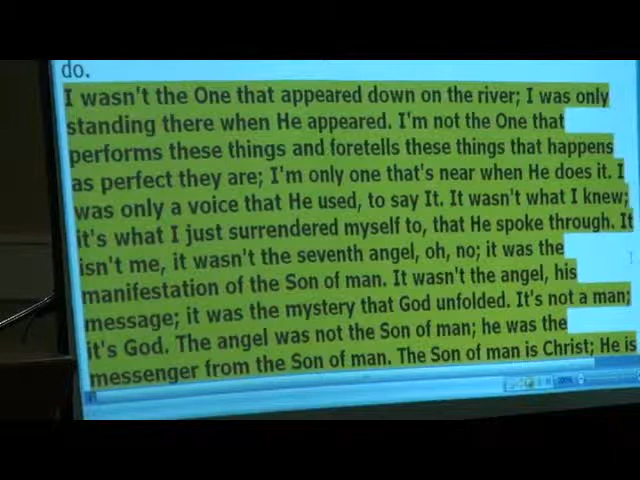 do.
I wasn't the One that appeared down on the river; I was only
standing there when He appeared. I'm not the One that
performs these things and foretells these things that happens
as perfect they are; I'm only one that's near when He does it. I
was only a voice that He used, to say It. It wasn't what I knew;
it's what I just surrendered myself to, that He spoke through. It
isn't me, it wasn't the seventh angel, oh, no; it was the
manifestation of the Son of man. It wasn't the angel, his
message; it was the mystery that God unfolded. It's not a man;
it's God. The angel was not the Son of man; he was the
messenger from the Son of man. The Son of man is Christ; He is